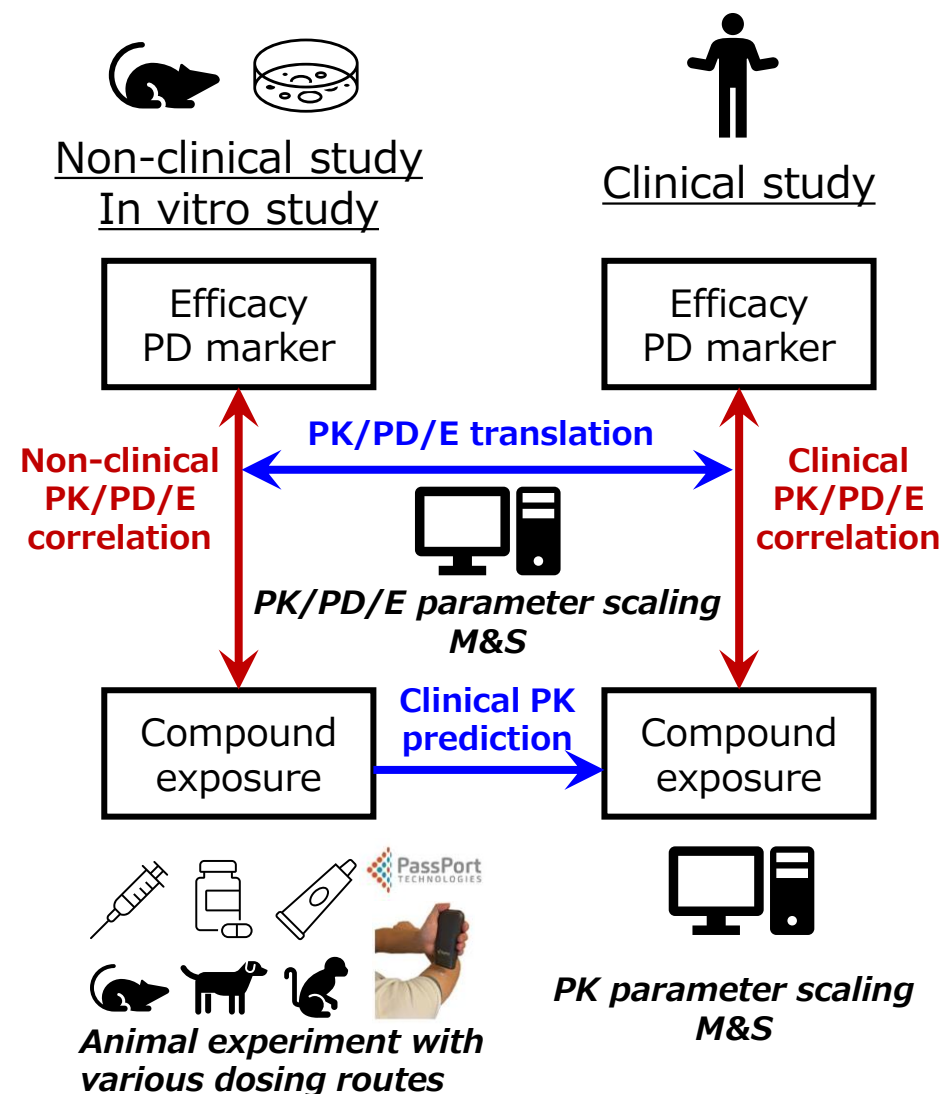 Non-clinical study
In vitro study
Clinical study
Efficacy
PD marker
Efficacy
PD marker
PK/PD/E translation
Non-clinical
PK/PD/E
correlation
Clinical
PK/PD/E
correlation
PK/PD/E parameter scaling
M&S
Compound
exposure
Clinical PK
prediction
Compound
exposure
PassPort
TECHNOLOGIES
PK parameter scaling
M&S
Animal experiment with
various dosing routes